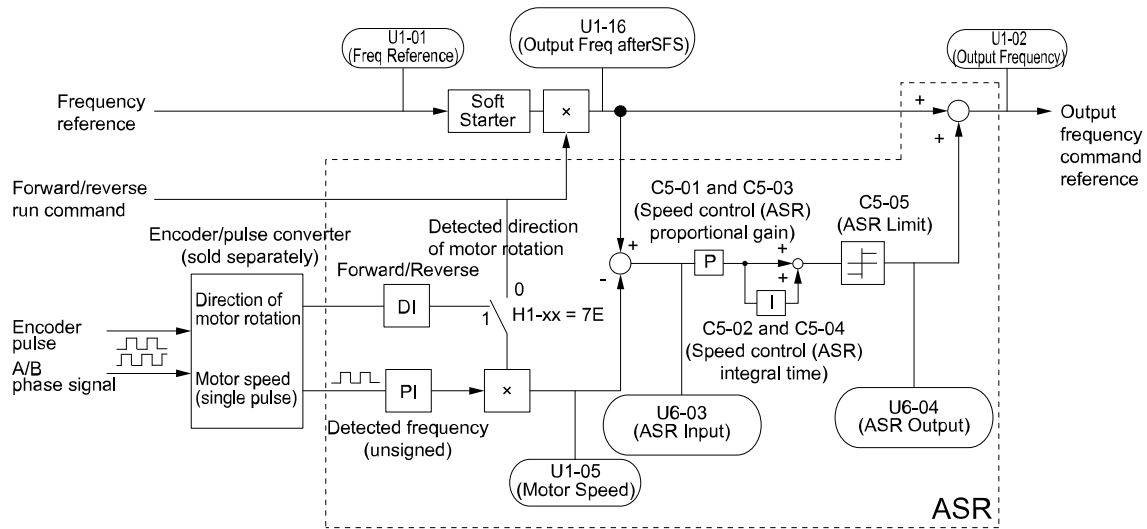 U1-01
(Freq Reference)
U1-16
(Output Freq afterSFS)
U1-02
(Output Frequency)
Frequency
reference
Soft
Starter
×
+
+
Output
frequency
command
reference
Forward/reverse
run command
Detected direction
of motor rotation
C5-01 and C5-03
(Speed control (ASR)
proportional gain)
C5-05
(ASR Limit)
Encoder/pulse converter
(sold separately)
Forward/Reverse
Direction of
motor rotation
DI
0
1
H1-xx = 7E
+
-
P
+
+
I
C5-02 and C5-04
(Speed control (ASR)
integral time)
Encoder
pulse
A/B
phase signal
Motor speed
(single pulse)
PI
×
Detected frequency
(unsigned)
U6-03
(ASR Input)
U6-04
(ASR Output)
U1-05
(Motor Speed)
ASR